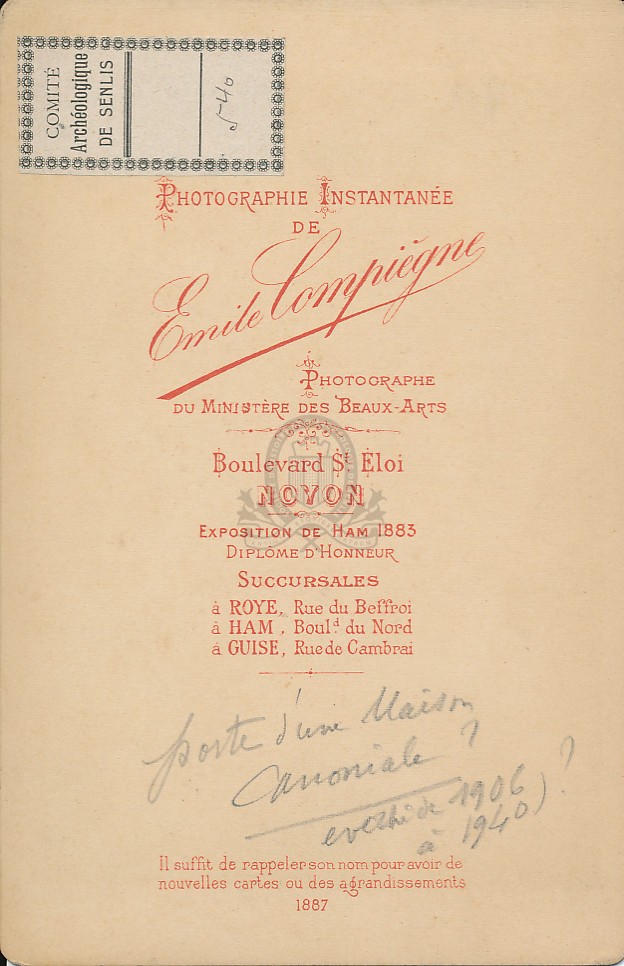 COMITÉ
Archéologique
DE SENLIS
540
PHOTOGRAPHIE INSTANTANÉE
DE
Emile Compiègne
PHOTOGRAPHE
DU MINISTÈRE DES BEAUX-ARTS
Boulevard St Eloi
NOYON
EXPOSITION DE HAM 1883
DIPLÔME D'HONNEUR
SUCCURSALES
à ROYE, Rue du Beffroi
à HAM, Boul.d du Nord
à GUISE, Rue de Cambrai
porte d'une Maison
canoniale ?
evêché de 1906 ?
à 1940)
Il suffit de rappeler son nom pour avoir de
nouvelles cartes ou des agrandissements
1887